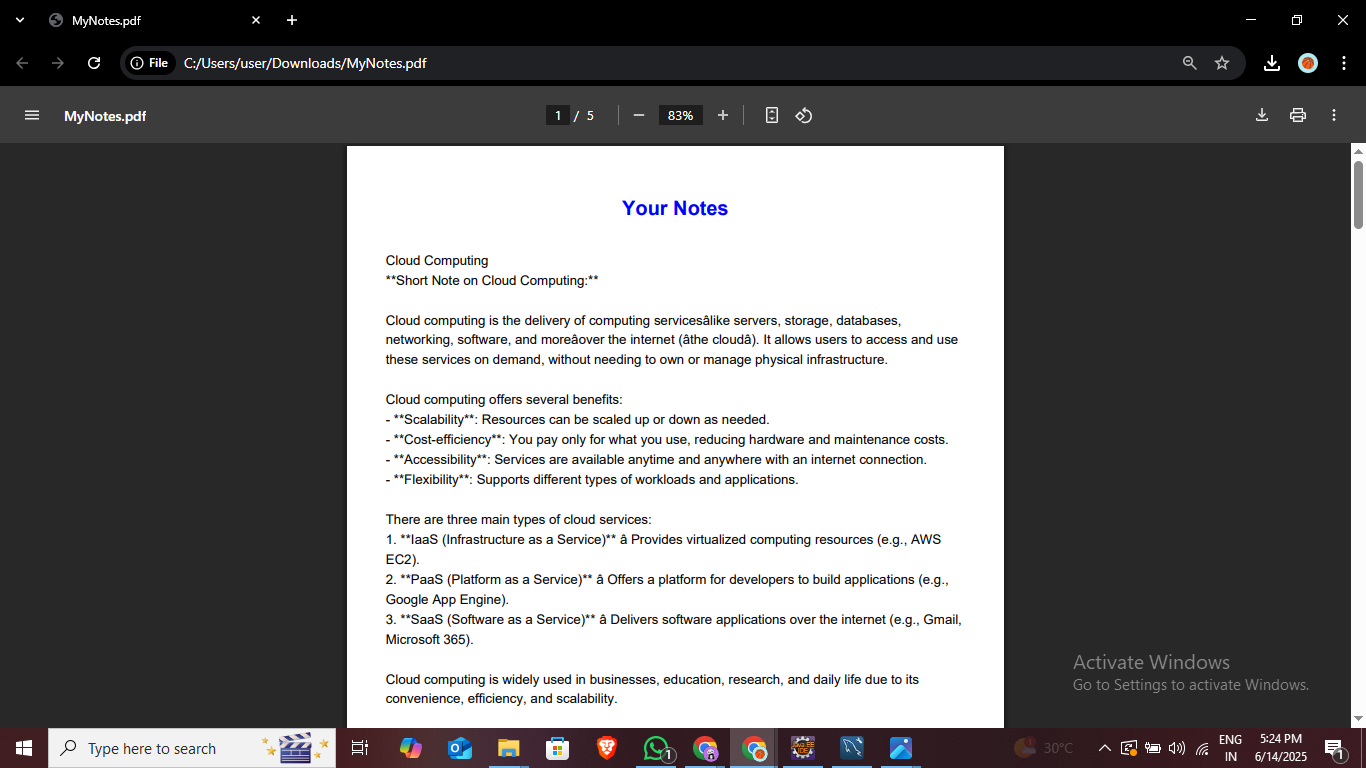 MyNotes.pdf
File
C:/Users/user/Downloads/MyNotes.pdf
MyNotes.pdf
1 / 5
83%
Your Notes
Cloud Computing
**Short Note on Cloud Computing:**
Cloud computing is the delivery of computing servicesâlike servers, storage, databases,
networking, software, and moreâover the internet (âthe cloudâ). It allows users to access and use
these services on demand, without needing to own or manage physical infrastructure.
Cloud computing offers several benefits:
- **Scalability**: Resources can be scaled up or down as needed.
- **Cost-efficiency**: You pay only for what you use, reducing hardware and maintenance costs.
- **Accessibility**: Services are available anytime and anywhere with an internet connection.
- **Flexibility**: Supports different types of workloads and applications.
There are three main types of cloud services:
1. **IaaS (Infrastructure as a Service)** â Provides virtualized computing resources (e.g., AWS
EC2).
2. **PaaS (Platform as a Service)** â Offers a platform for developers to build applications (e.g.,
Google App Engine).
3. **SaaS (Software as a Service)** â Delivers software applications over the internet (e.g., Gmail,
Microsoft 365).
Cloud computing is widely used in businesses, education, research, and daily life due to its
convenience, efficiency, and scalability.
Activate Windows
Go to Settings to activate Windows.
Type here to search
1
30°C
ENG
IN
5:24 PM
6/14/2025
1